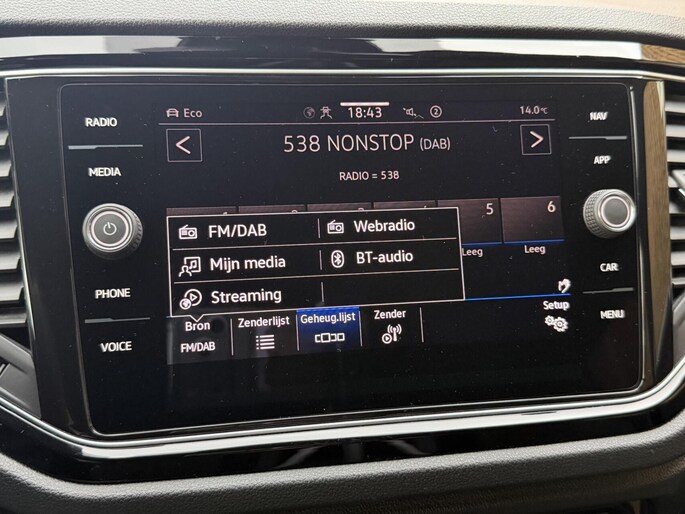 RADIO
MEDIA
PHONE
VOICE
Eco 18:43 2 14.0°C
< 538 NONSTOP (DAB) >
RADIO = 538
5 6
Leeg Leeg
FM/DAB Webradio
Mijn media BT-audio
Streaming
Bron Zenderlijst Geheug.lijst Zender Setup
FM/DAB
NAV
APP
CAR
MENU